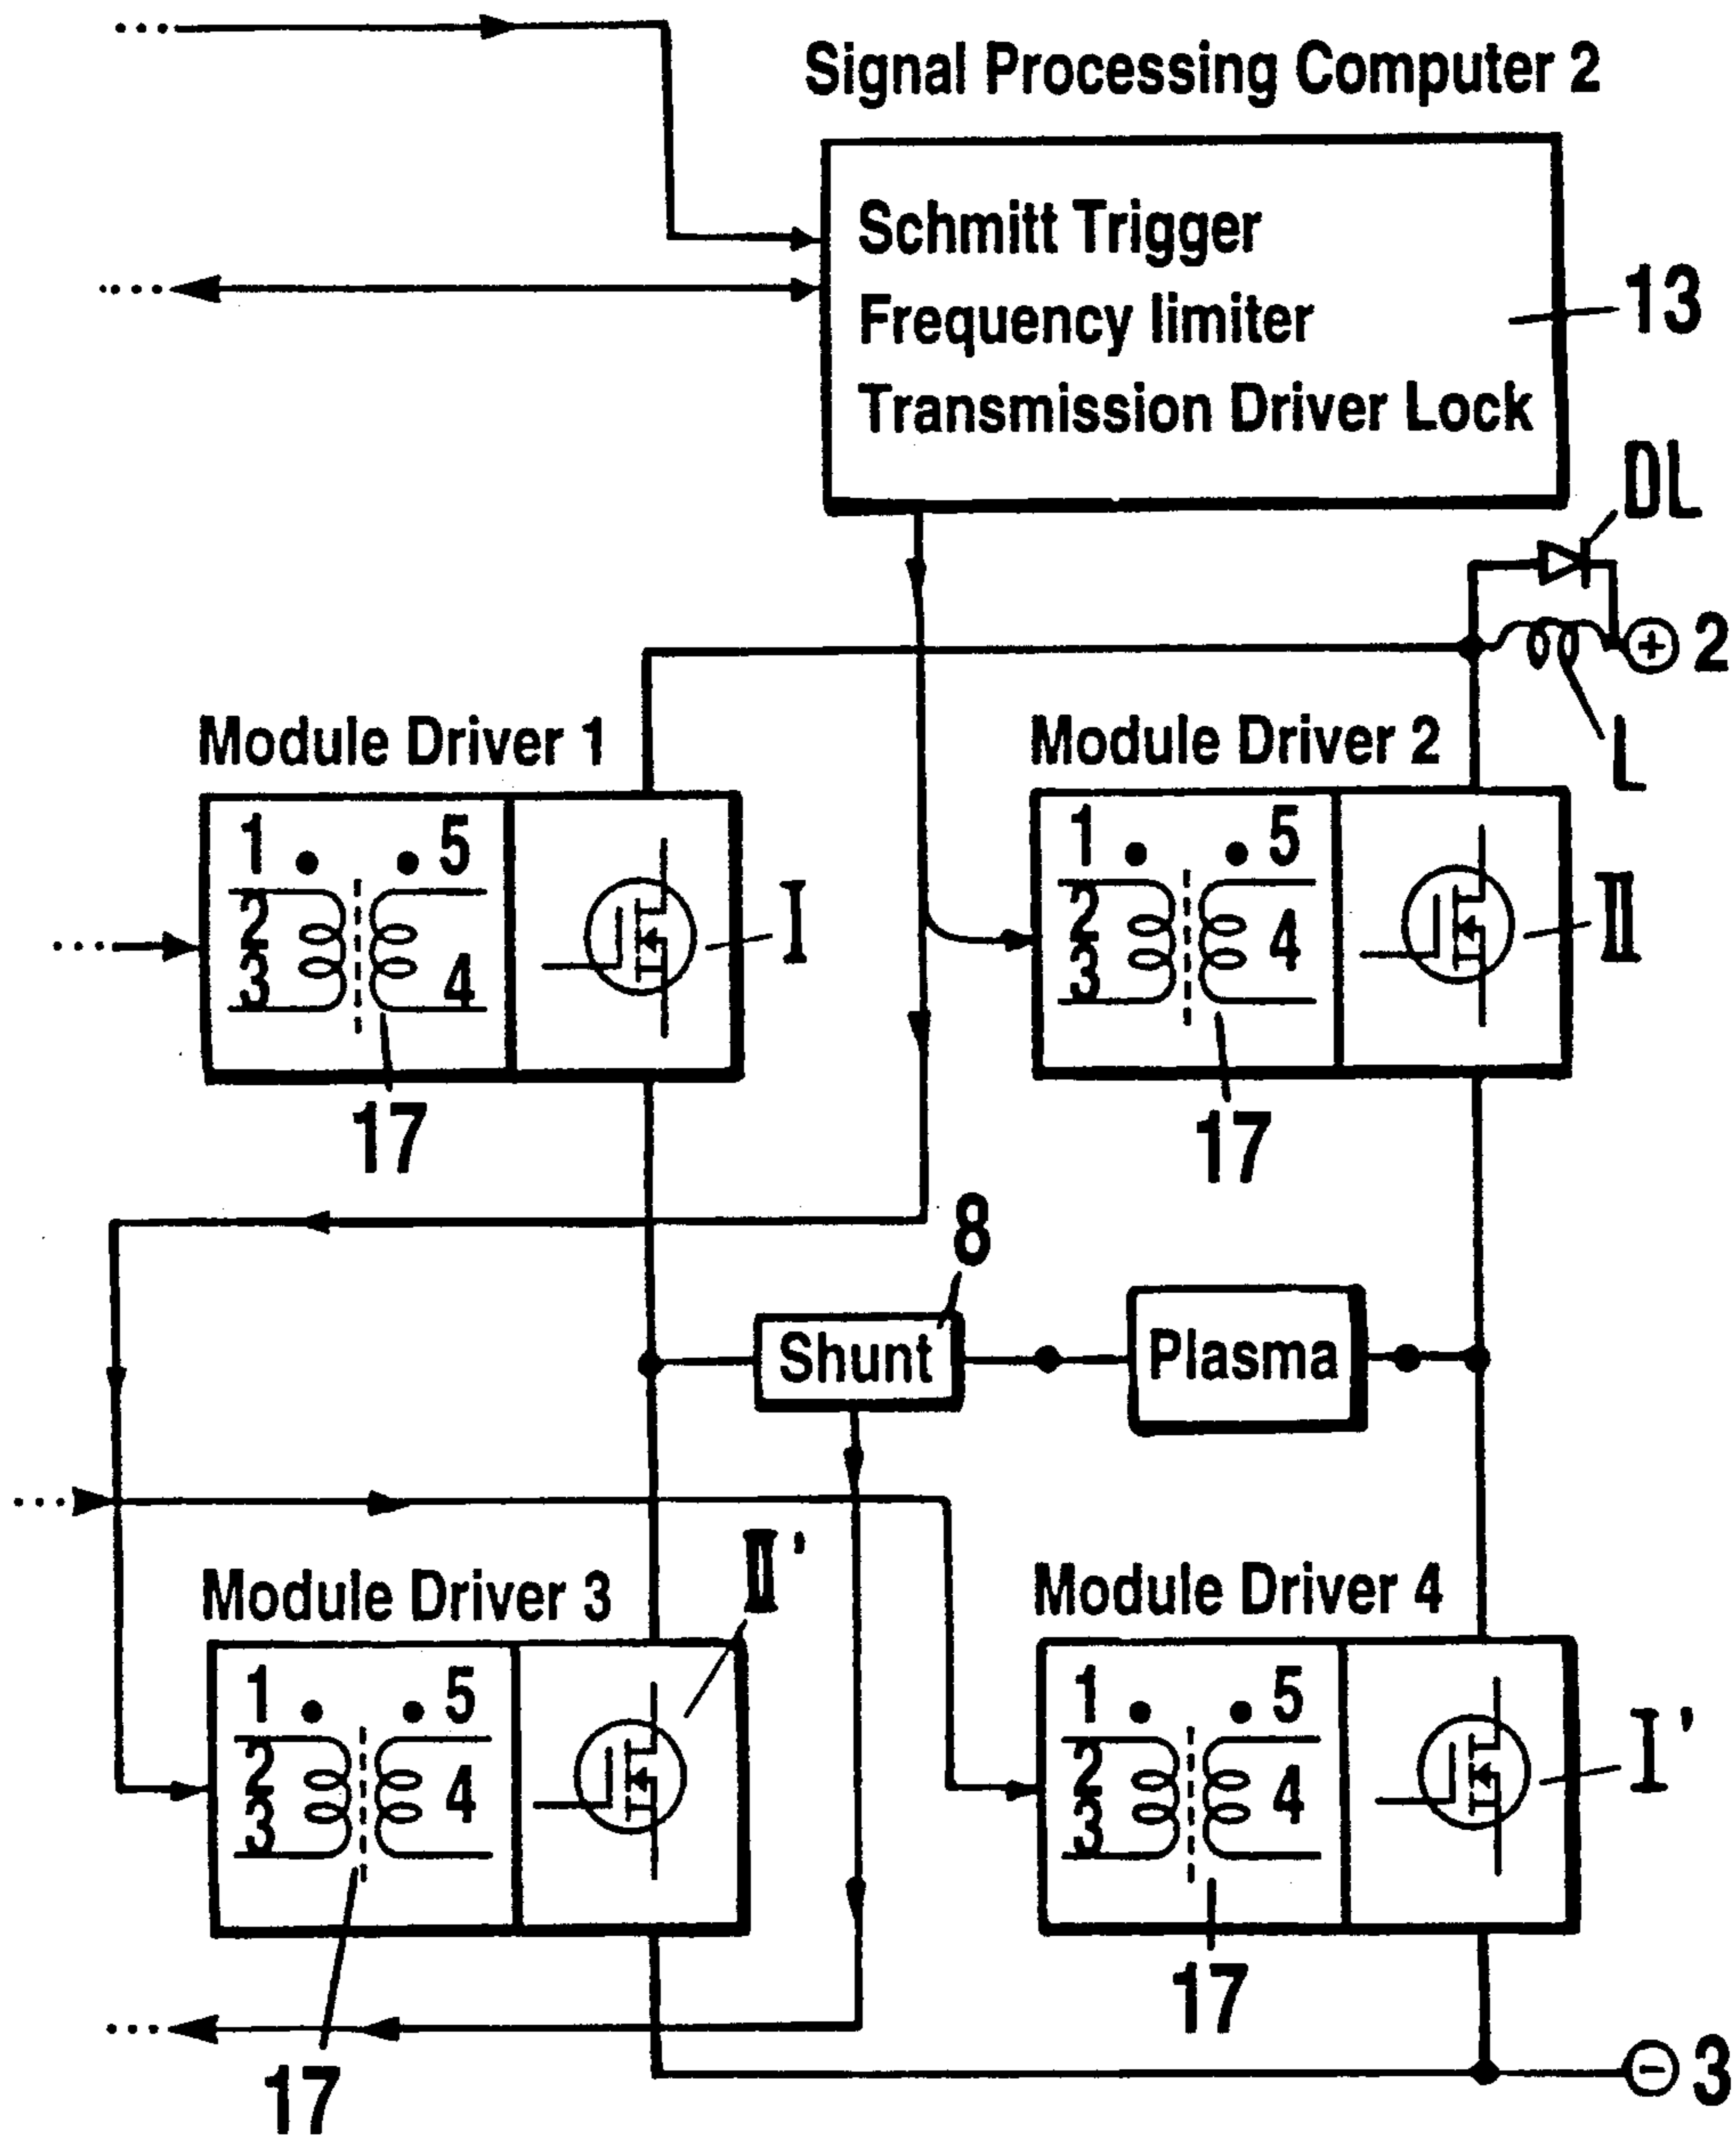 Signal Processing Computer 2
Schmitt Trigger
Frequency limiter
Transmission Driver Lock
13
DL
+ 2
L
Module Driver 1
Module Driver 2
1 5
2
3 4
I
1 5
2 4
3
II
17
17
8
Shunt
Plasma
Module Driver 3
II'
Module Driver 4
1 5
2 4
3
1 5
2 4
3
I'
17
17
- 3